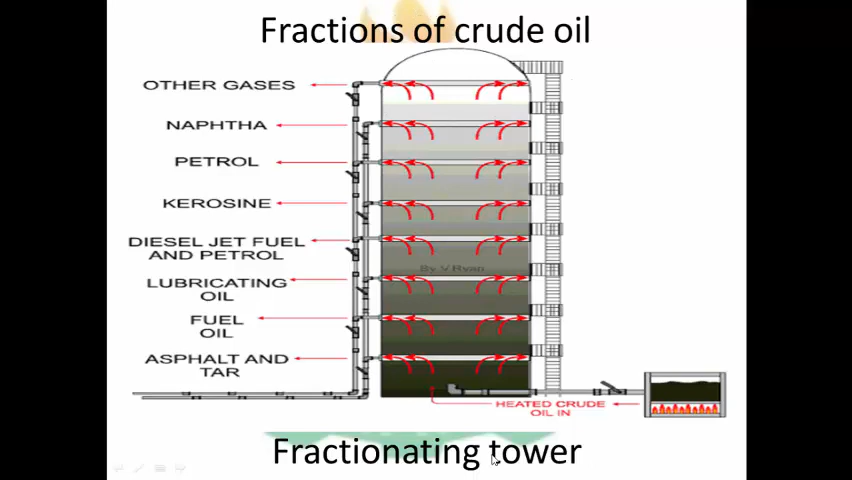 Fractions of crude oil
OTHER GASES
NAPHTHA
PETROL
KEROSINE
DIESEL JET FUEL
AND PETROL
By V Ryan
LUBRICATING
OIL
FUEL
OIL
ASPHALT AND
TAR
HEATED CRUDE
OIL IN
Fractionating tower